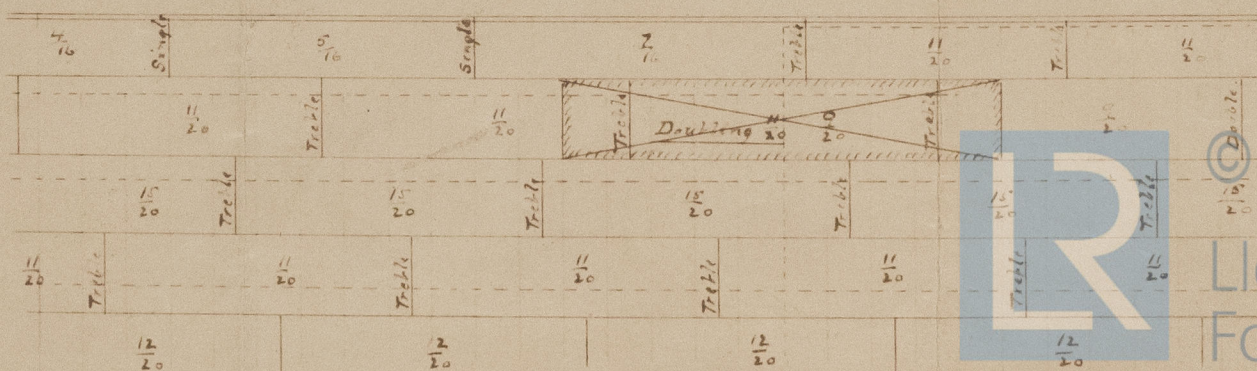 4/16 Single 5/16 Single 7/16 Treble 11/20 Treble 11/20
11/20 Treble 11/20 Treble Doubling 11/20 Treble Double
15/20 Treble 15/20 Treble 15/20 Treble 15/20 Treble 15/20
11/20 Treble 11/20 Treble 11/20 Treble 11/20 Treble 11/20
12/20 12/20 12/20 12/20
©
LR